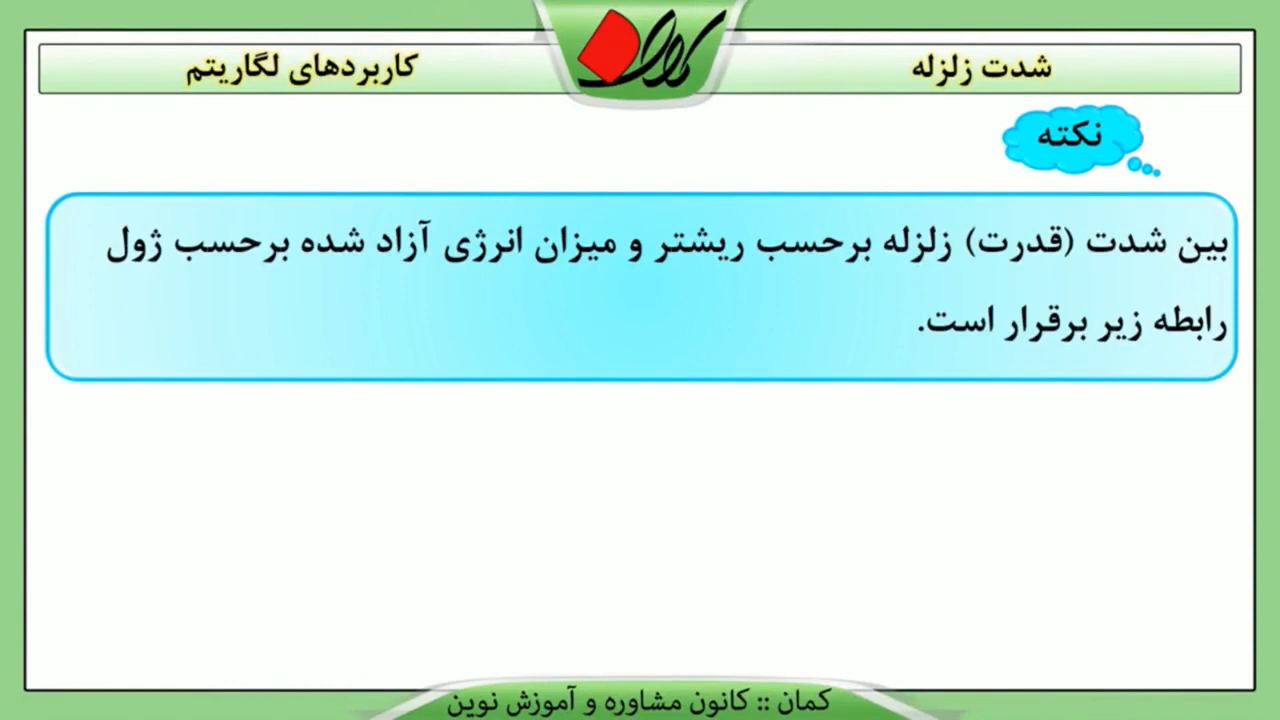 شدت زلزله
کاربردهای لگاریتم
کمان
نکته
بین شدت (قدرت) زلزله برحسب ریشتر و میزان انرژی آزاد شده برحسب ژول
رابطه زیر برقرار است.
کمان :: کانون مشاوره و آموزش نوین